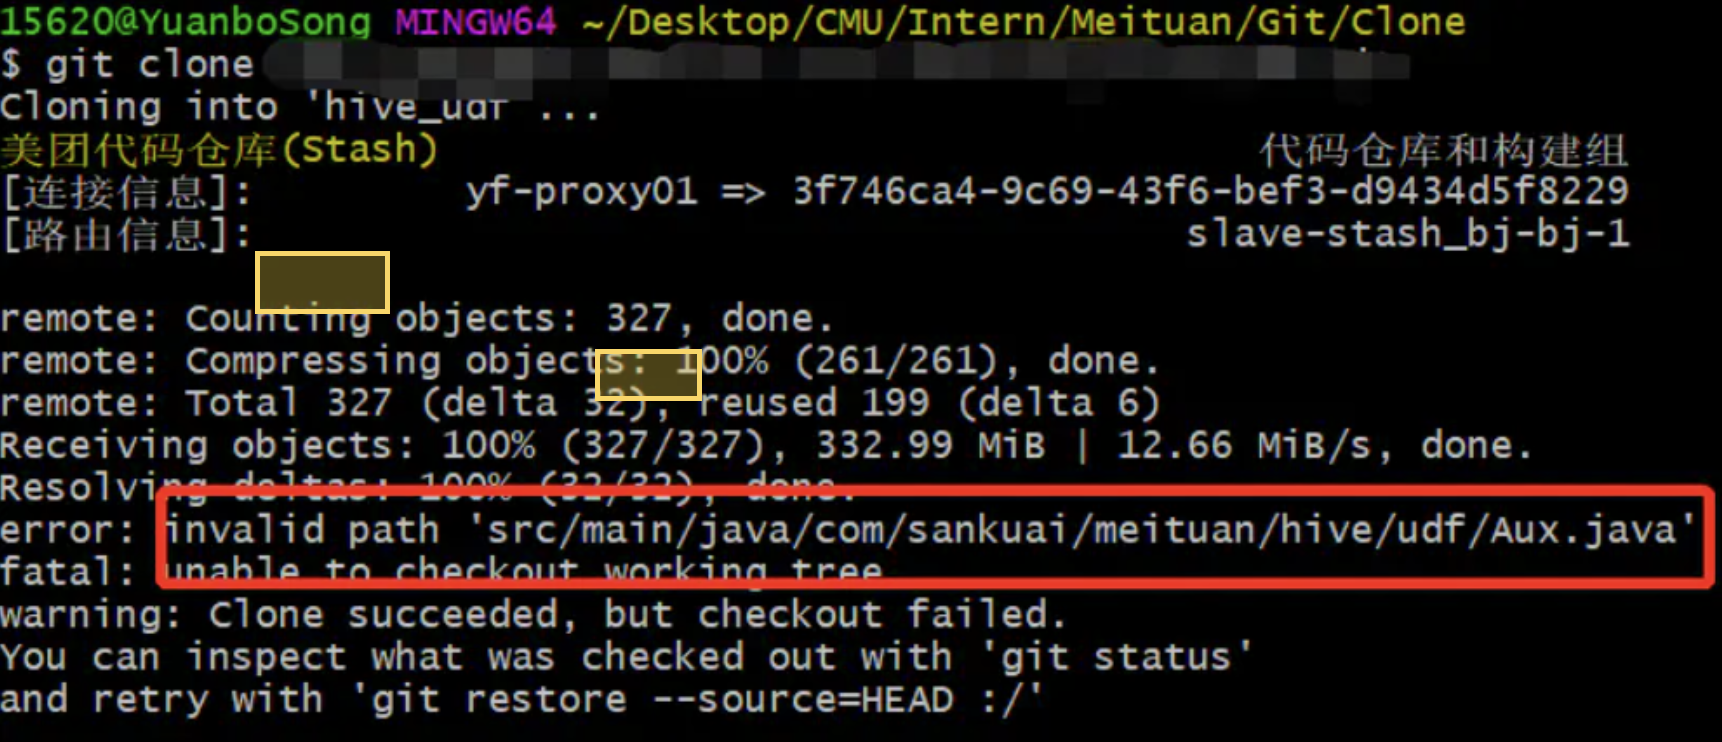 15620@YuanboSong MINGW64 ~/Desktop/CMU/Intern/Meituan/Git/Clone
$ git clone
Cloning into 'hive_udf ...
美团代码仓库(Stash) 代码仓库和构建组
[连接信息]: yf-proxy01 => 3f746ca4-9c69-43f6-bef3-d9434d5f8229
[路由信息]: slave-stash_bj-bj-1
remote: Counting objects: 327, done.
remote: Compressing objects: 100% (261/261), done.
remote: Total 327 (delta 32), reused 199 (delta 6)
Receiving objects: 100% (327/327), 332.99 MiB | 12.66 MiB/s, done.
Resolving deltas: 100% (32/32), done.
error: invalid path 'src/main/java/com/sankuai/meituan/hive/udf/Aux.java'
fatal: unable to checkout working tree
warning: Clone succeeded, but checkout failed.
You can inspect what was checked out with 'git status'
and retry with 'git restore --source=HEAD :/'